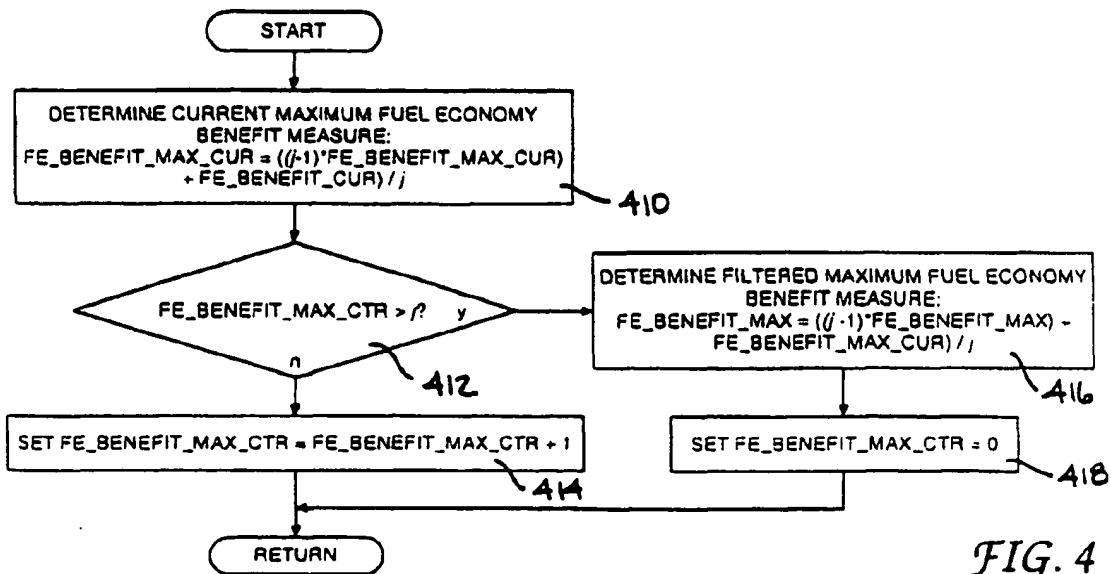 START
DETERMINE CURRENT MAXIMUM FUEL ECONOMY
BENEFIT MEASURE:
FE_BENEFIT_MAX_CUR = ((j-1)*FE_BENEFIT_MAX_CUR)
+ FE_BENEFIT_CUR) / j
410
FE_BENEFIT_MAX_CTR > j?
y
n
412
DETERMINE FILTERED MAXIMUM FUEL ECONOMY
BENEFIT MEASURE:
FE_BENEFIT_MAX = ((j -1)*FE_BENEFIT_MAX) -
FE_BENEFIT_MAX_CUR) / j
416
SET FE_BENEFIT_MAX_CTR = FE_BENEFIT_MAX_CTR + 1
414
SET FE_BENEFIT_MAX_CTR = 0
418
RETURN
FIG. 4